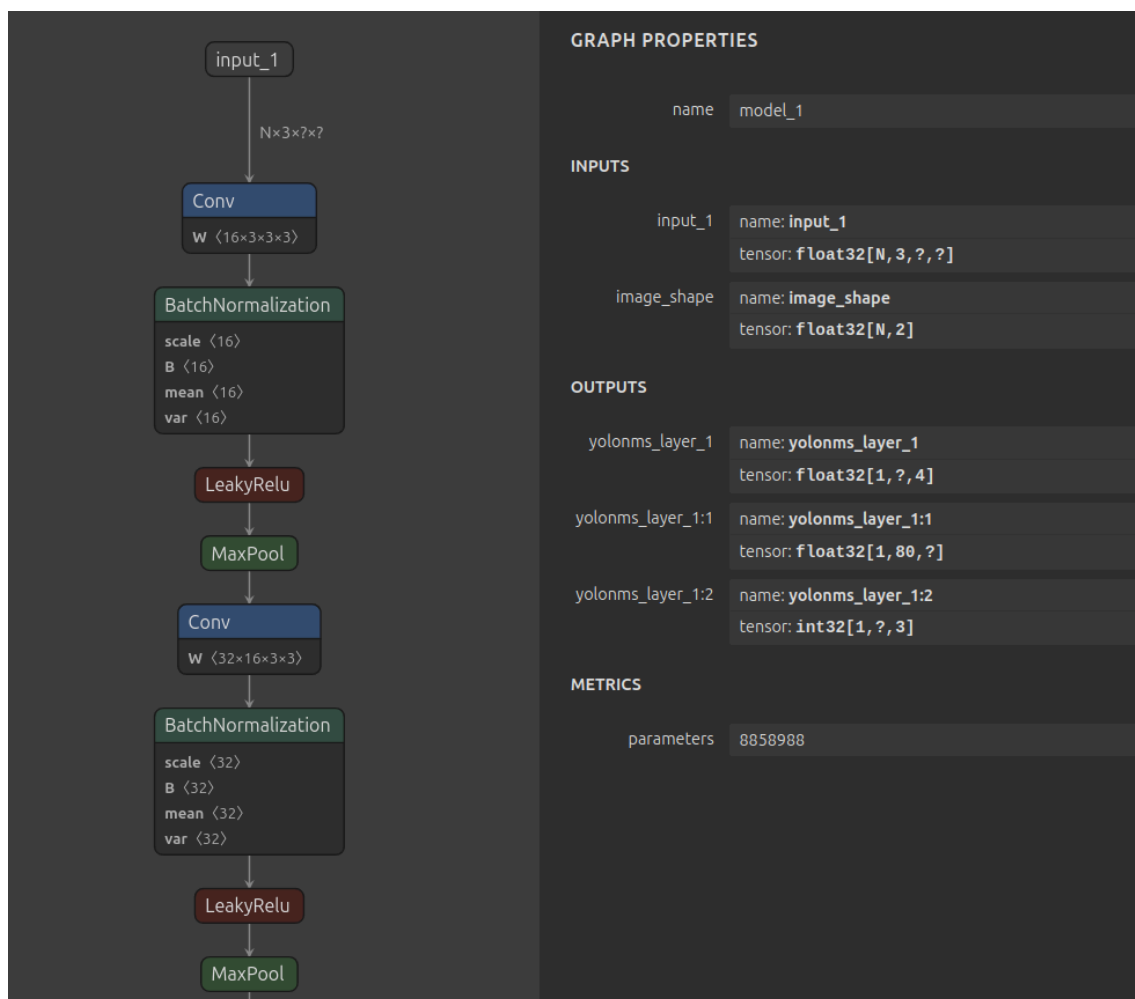 input_1
N×3×?×?
Conv
W 〈16×3×3×3〉
BatchNormalization
scale 〈16〉
B 〈16〉
mean 〈16〉
var 〈16〉
LeakyRelu
MaxPool
Conv
W 〈32×16×3×3〉
BatchNormalization
scale 〈32〉
B 〈32〉
mean 〈32〉
var 〈32〉
LeakyRelu
MaxPool
GRAPH PROPERTIES
name model_1
INPUTS
input_1 name: input_1
tensor: float32[N,3,?,?]
image_shape name: image_shape
tensor: float32[N,2]
OUTPUTS
yolonms_layer_1 name: yolonms_layer_1
tensor: float32[1,?,4]
yolonms_layer_1:1 name: yolonms_layer_1:1
tensor: float32[1,80,?]
yolonms_layer_1:2 name: yolonms_layer_1:2
tensor: int32[1,?,3]
METRICS
parameters 8858988